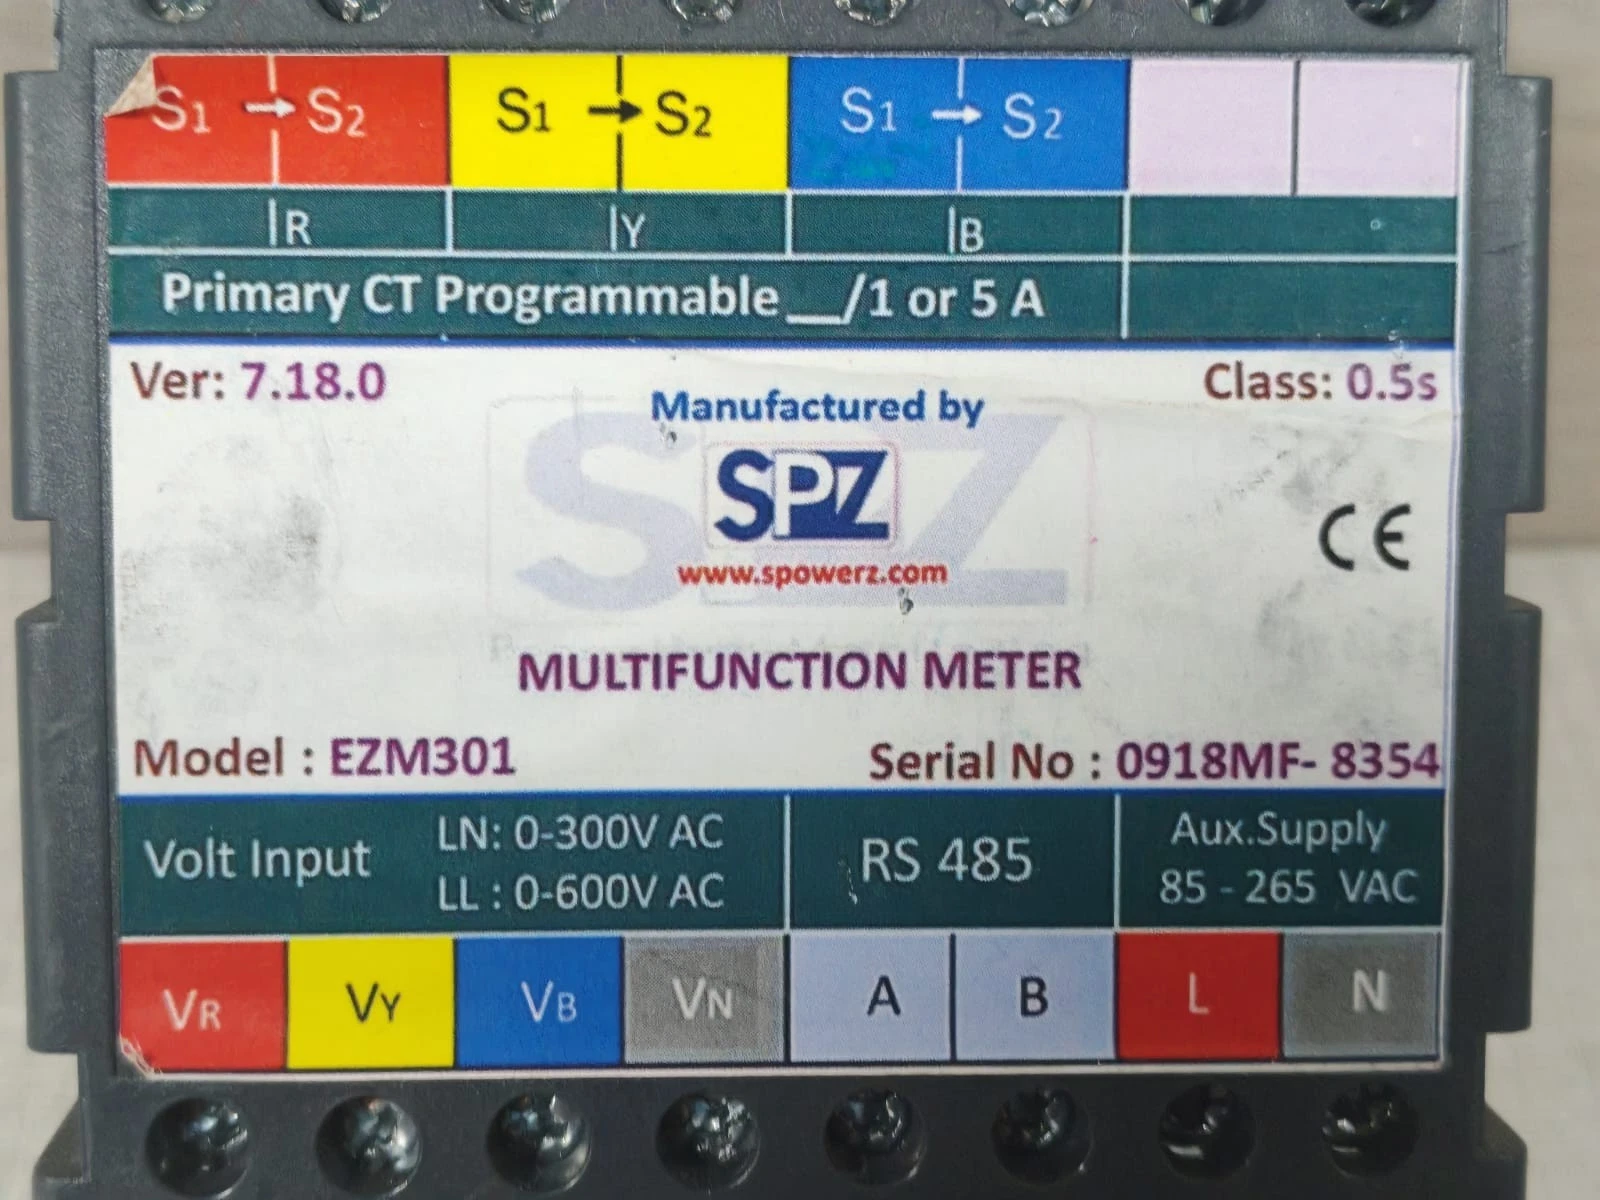 S1 → S2 S1 → S2 S1 → S2
IR IY IB
Primary CT Programmable__/1 or 5 A
Ver: 7.18.0 Class: 0.5s
Manufactured by
SPZ
www.spowerz.com
CE
MULTIFUNCTION METER
Model : EZM301 Serial No : 0918MF- 8354
Volt Input LN: 0-300V AC RS 485 Aux.Supply
LL : 0-600V AC 85 - 265 VAC
VR VY VB VN A B L N